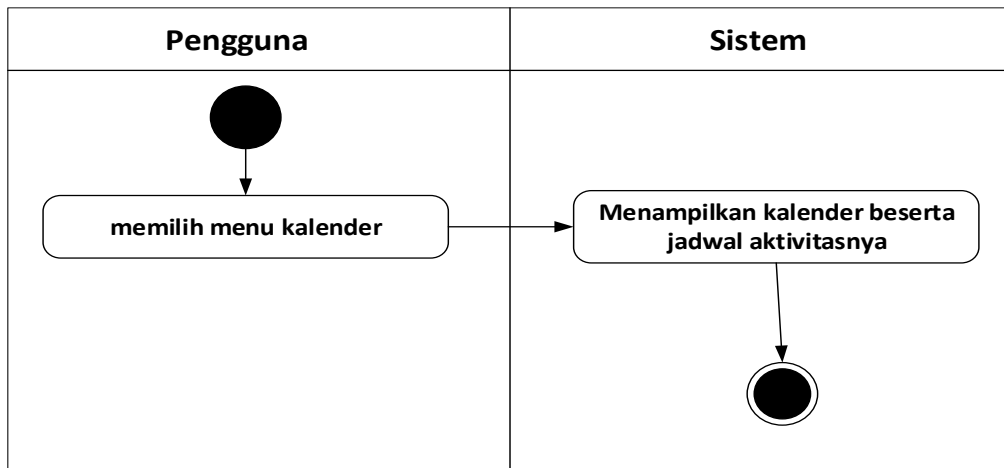 Pengguna
Sistem
memilih menu kalender
Menampilkan kalender beserta
jadwal aktivitasnya